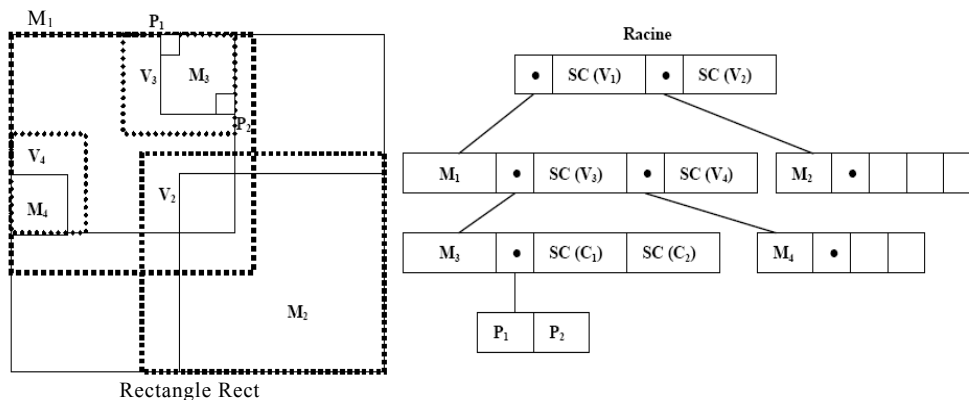 M₁
P₁
V₃
M₃
P₂
V₄
M₄
V₂
M₂
Rectangle Rect
Racine
SC (V₁)
SC (V₂)
M₁
SC (V₃)
SC (V₄)
M₂
M₃
SC (C₁)
SC (C₂)
M₄
P₁
P₂